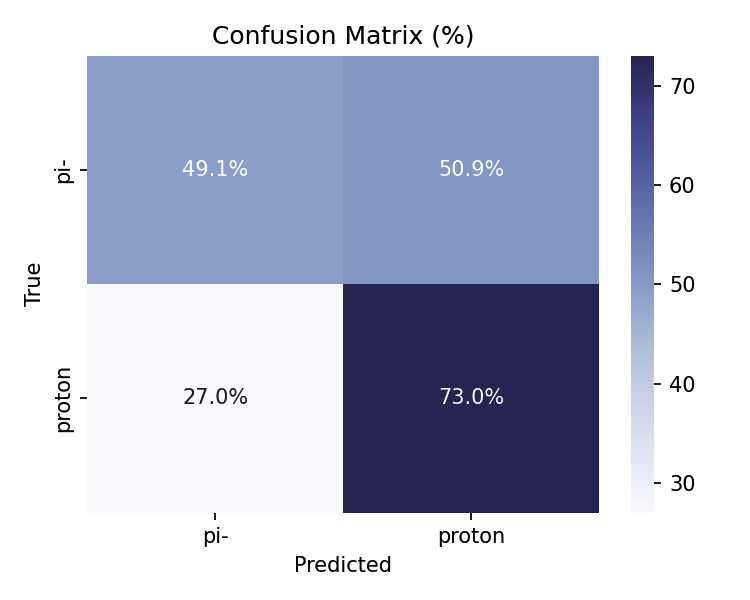 Confusion Matrix (%)
True
pi-
49.1%
50.9%
proton
27.0%
73.0%
pi-
proton
Predicted
70
60
50
40
30